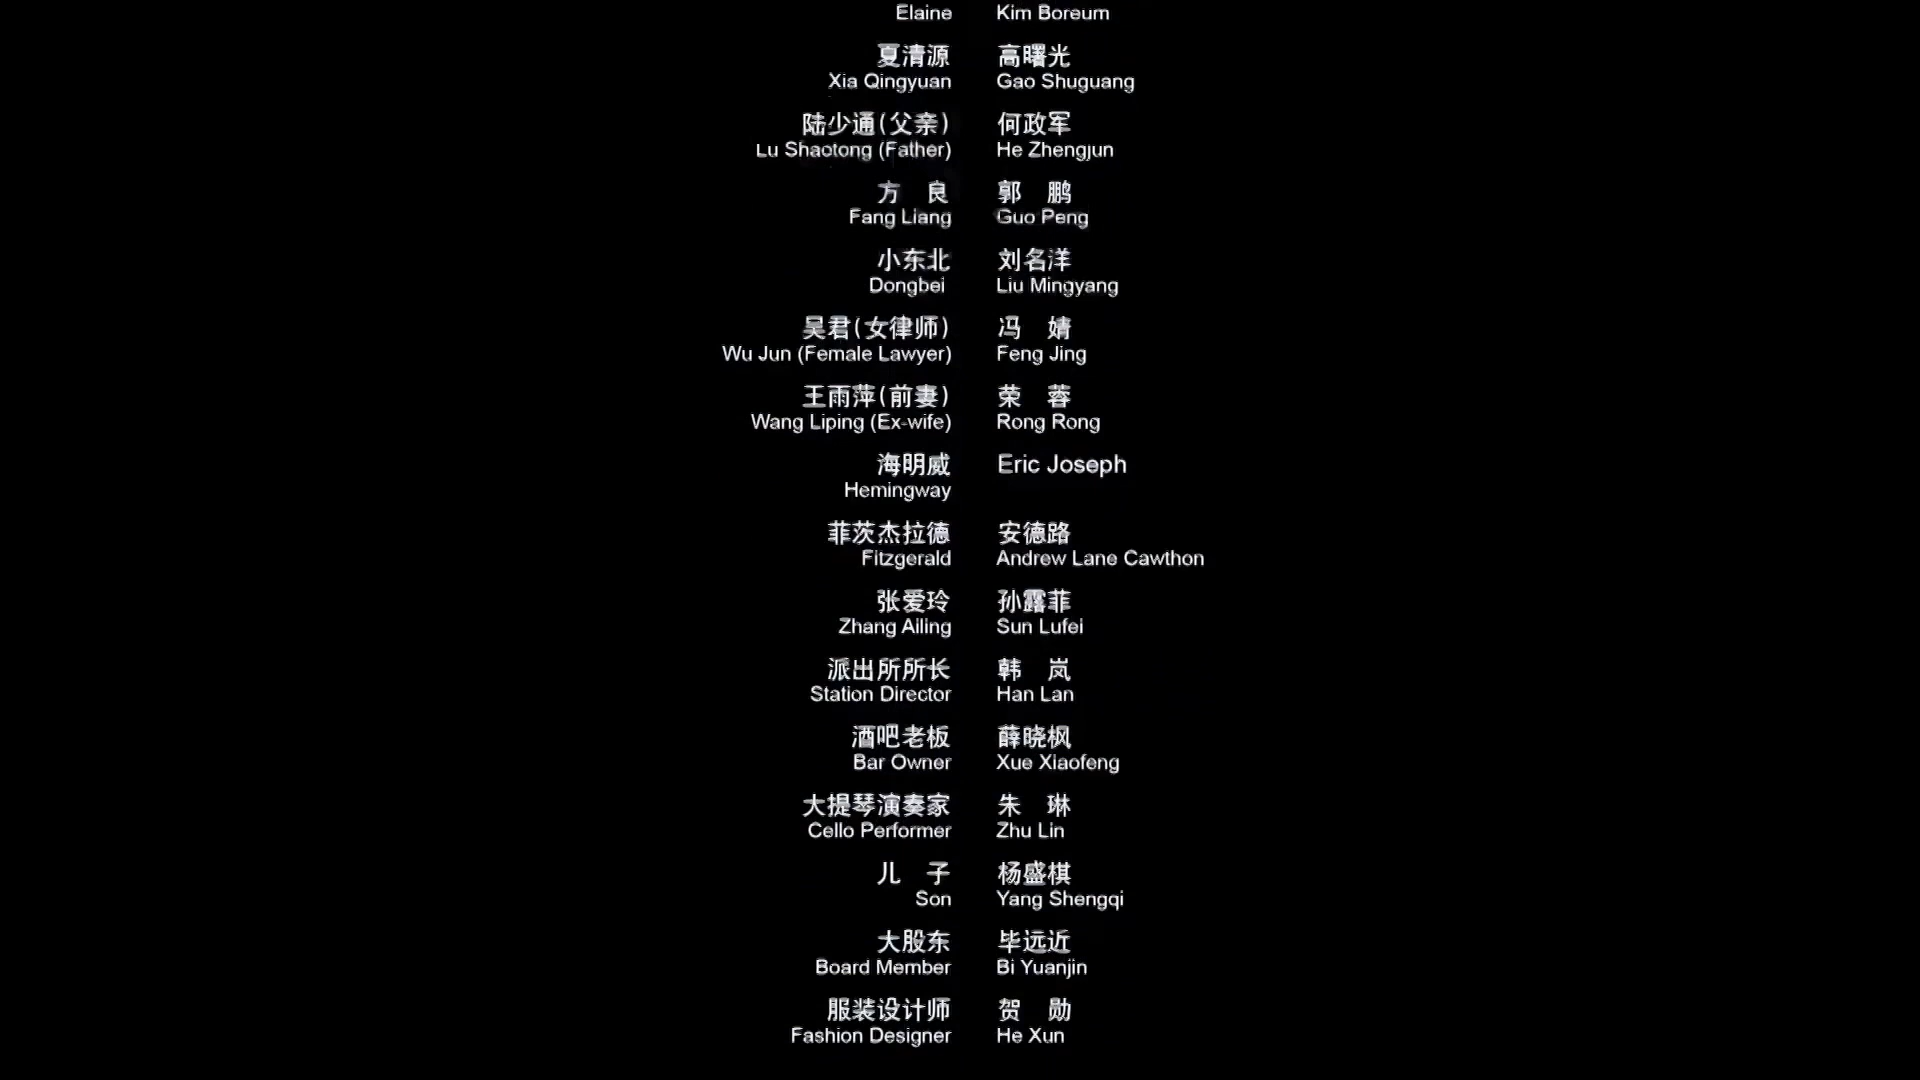 Elaine Kim Boreum
夏清源 高曙光
Xia Qingyuan Gao Shuguang
陆少通(父亲) 何政军
Lu Shaotong (Father) He Zhengjun
方 良 郭 鹏
Fang Liang Guo Peng
小东北 刘名洋
Dongbei Liu Mingyang
吴君(女律师) 冯 婧
Wu Jun (Female Lawyer) Feng Jing
王雨萍(前妻) 荣 蓉
Wang Liping (Ex-wife) Rong Rong
海明威 Eric Joseph
Hemingway
菲茨杰拉德 安德路
Fitzgerald Andrew Lane Cawthon
张爱玲 孙露菲
Zhang Ailing Sun Lufei
派出所所长 韩 岚
Station Director Han Lan
酒吧老板 薛晓枫
Bar Owner Xue Xiaofeng
大提琴演奏家 朱 琳
Cello Performer Zhu Lin
儿 子 杨盛棋
Son Yang Shengqi
大股东 毕远近
Board Member Bi Yuanjin
服装设计师 贺 勋
Fashion Designer He Xun